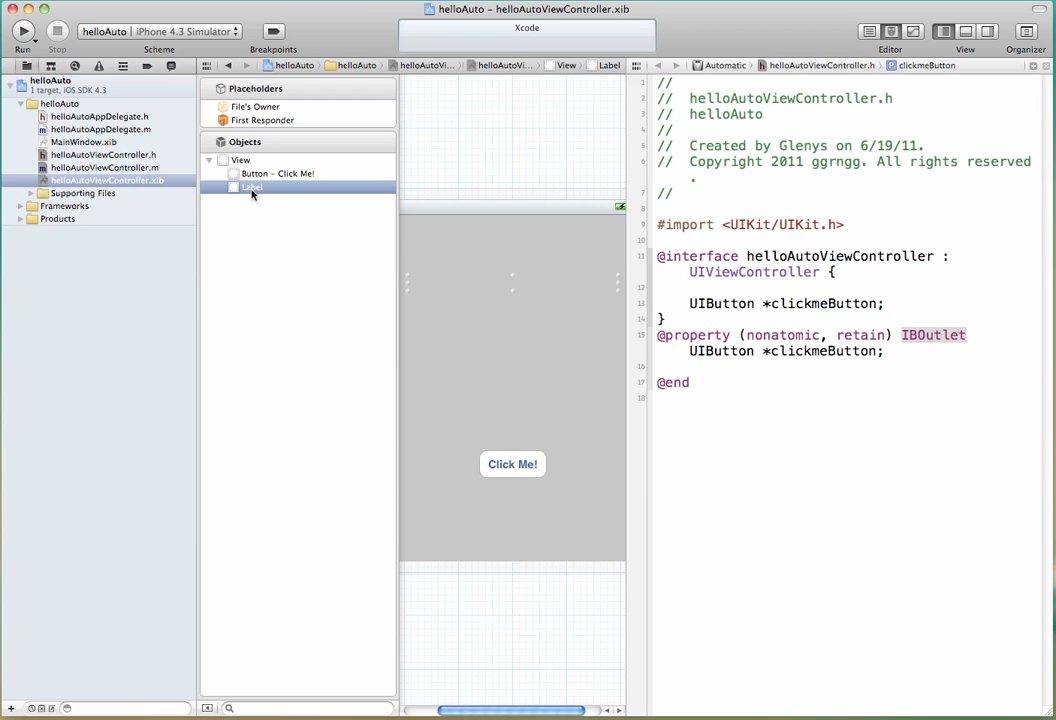 helloAuto – helloAutoViewController.xib
helloAuto | iPhone 4.3 Simulator
Xcode
Run
Stop
Scheme
Breakpoints
Editor
View
Organizer
helloAuto
helloAuto
helloAutoVi...
helloAutoVi...
View
Label
Automatic
helloAutoViewController.h
clickmeButton
helloAuto
1 target, iOS SDK 4.3
helloAuto
helloAutoAppDelegate.h
helloAutoAppDelegate.m
MainWindow.xib
helloAutoViewController.h
helloAutoViewController.m
helloAutoViewController.xib
Supporting Files
Frameworks
Products
Placeholders
File's Owner
First Responder
Objects
View
Button - Click Me!
Label
Click Me!
1 //
2 // helloAutoViewController.h
3 // helloAuto
4 //
5 // Created by Glenys on 6/19/11.
6 // Copyright 2011 ggrngg. All rights reserved
.
7 //
8
9 #import <UIKit/UIKit.h>
10
11 @interface helloAutoViewController :
UIViewController {
12
13 UIButton *clickmeButton;
14 }
15 @property (nonatomic, retain) IBOutlet
UIButton *clickmeButton;
16
17 @end
18